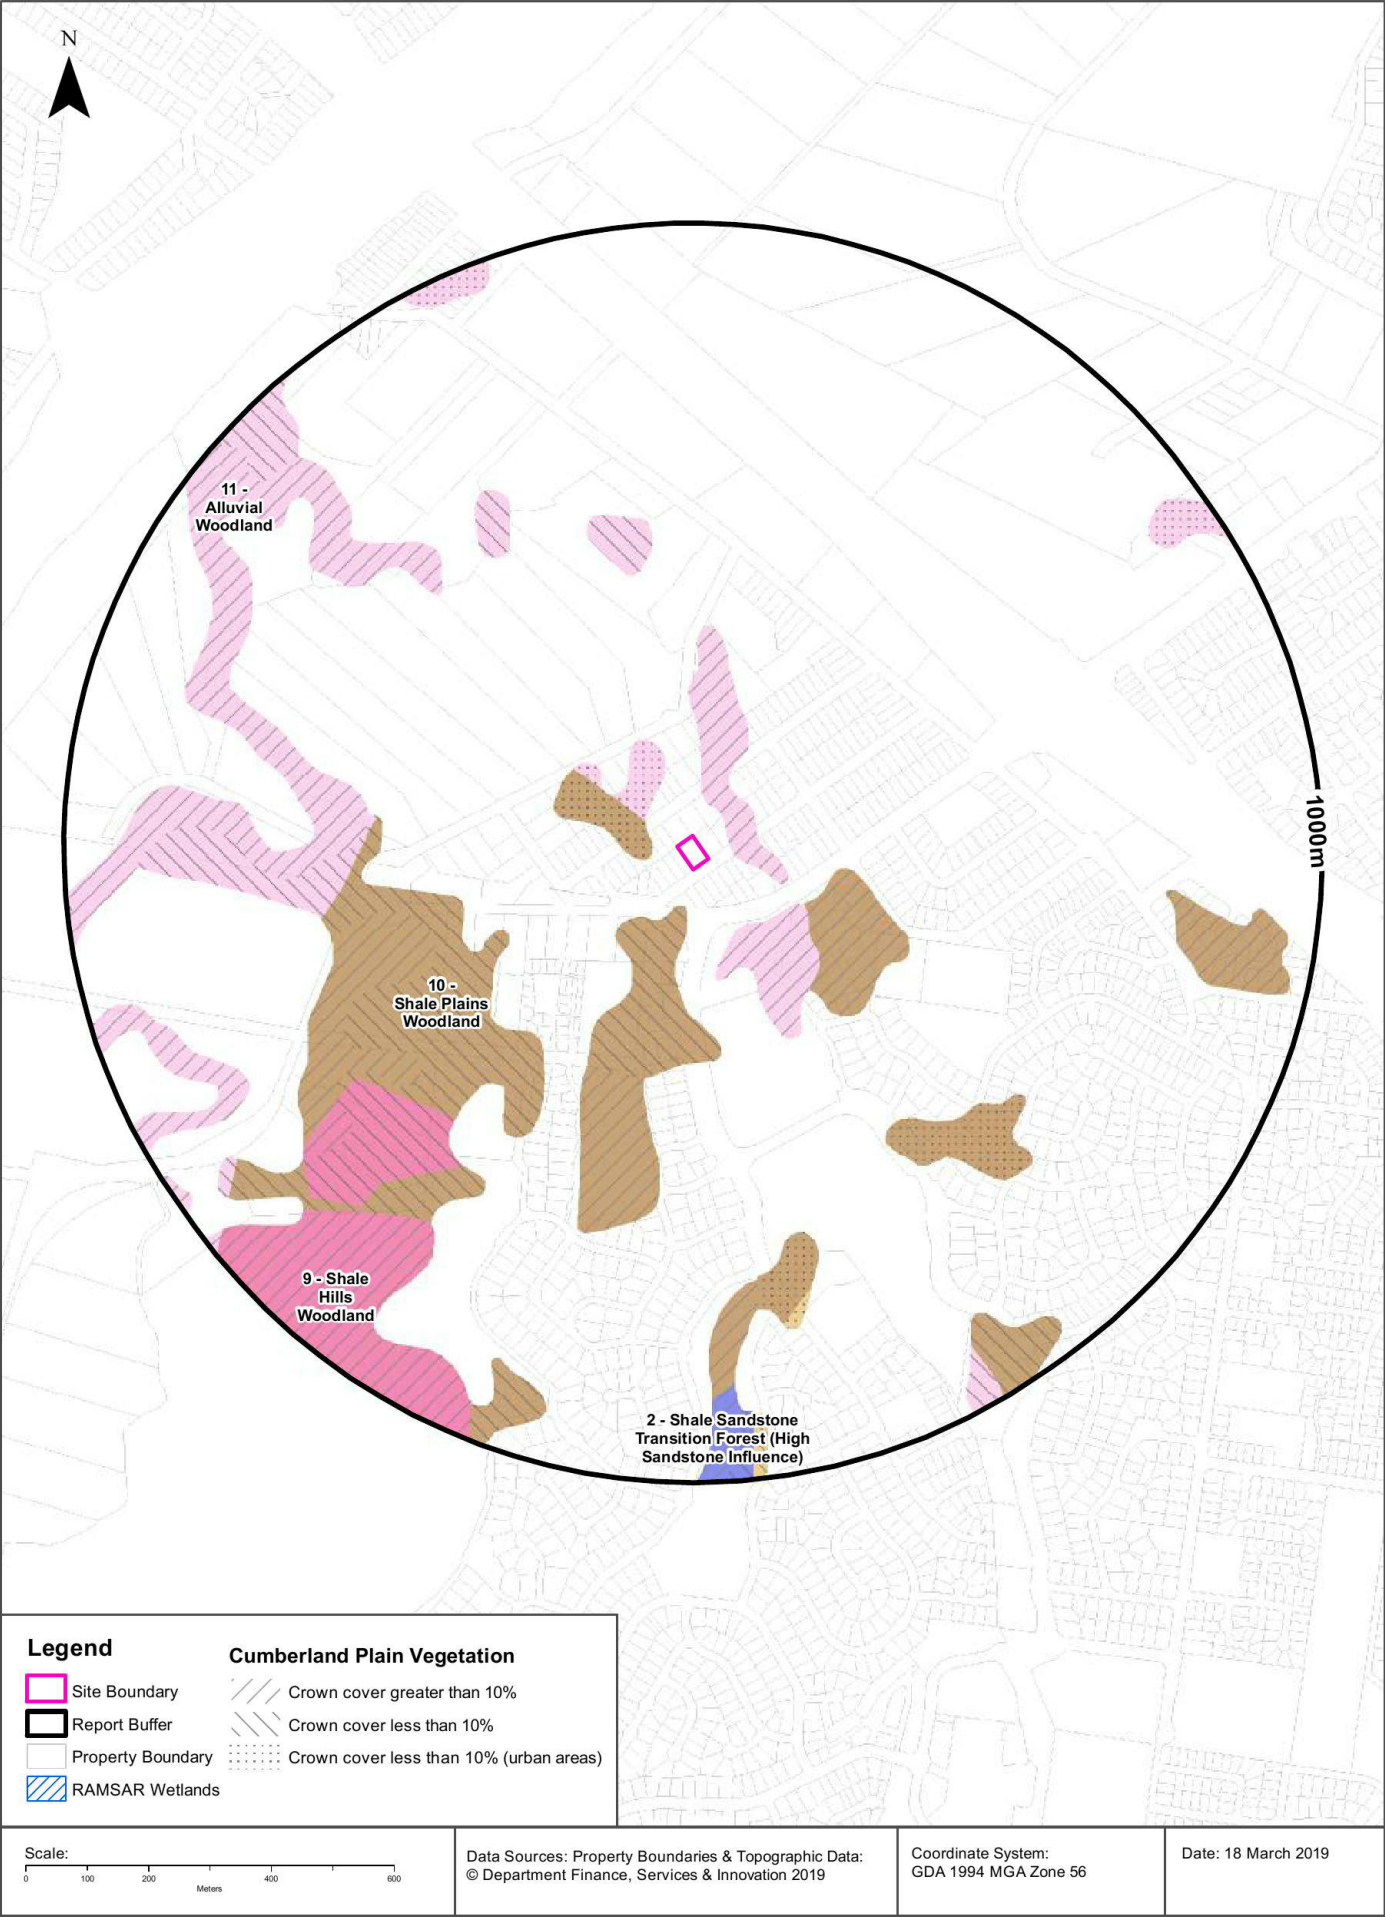 N
11 -
Alluvial
Woodland
1000m
10 -
Shale Plains
Woodland
9 - Shale
Hills
Woodland
2 - Shale Sandstone
Transition Forest (High
Sandstone Influence)
Legend
Site Boundary
Report Buffer
Property Boundary
RAMSAR Wetlands
Cumberland Plain Vegetation
Crown cover greater than 10%
Crown cover less than 10%
Crown cover less than 10% (urban areas)
Scale:
0 100 200 400 600
Meters
Data Sources: Property Boundaries & Topographic Data:
© Department Finance, Services & Innovation 2019
Coordinate System:
GDA 1994 MGA Zone 56
Date: 18 March 2019